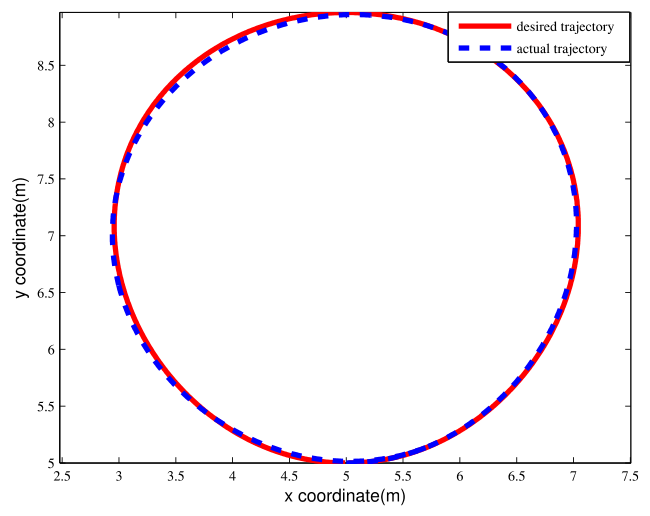 desired trajectory
actual trajectory
8.5
8
7.5
7
6.5
6
5.5
5
y coordinate(m)
2.5 3 3.5 4 4.5 5 5.5 6 6.5 7 7.5
x coordinate(m)